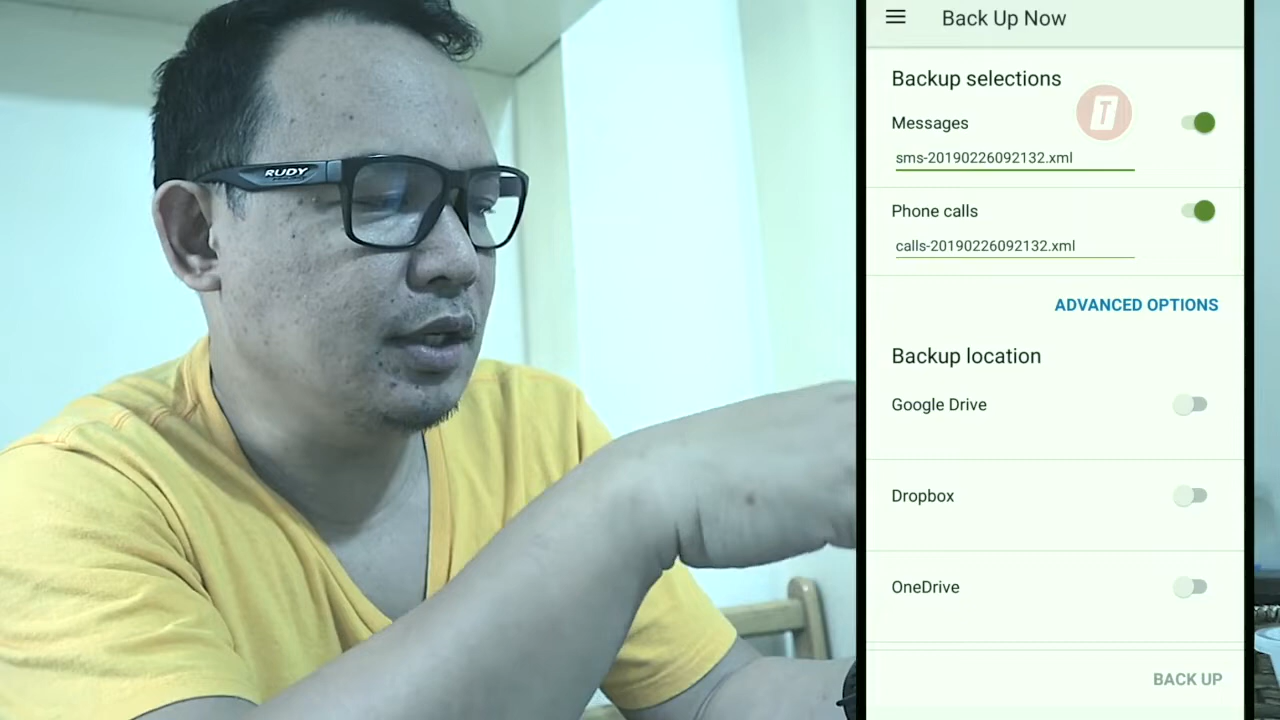 RUDY
Back Up Now
Backup selections
Messages
sms-20190226092132.xml
Phone calls
calls-20190226092132.xml
ADVANCED OPTIONS
Backup location
Google Drive
Dropbox
OneDrive
BACK UP